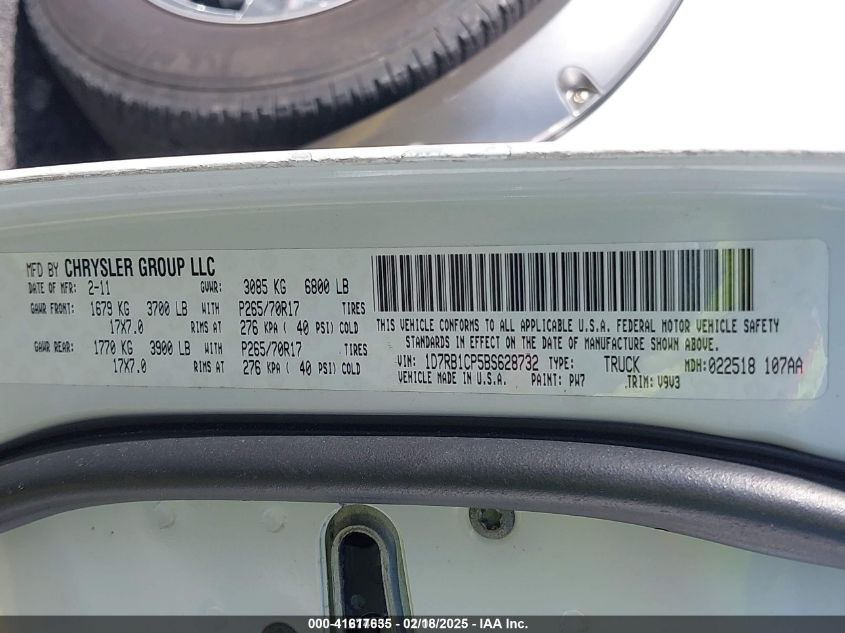 MFD BY CHRYSLER GROUP LLC
DATE OF MFR: 2-11 GVWR: 3085 KG 6800 LB
GAWR FRONT: 1679 KG 3700 LB WITH P265/70R17 TIRES
17X7.0 RIMS AT 276 KPA ( 40 PSI) COLD
GAWR REAR: 1770 KG 3900 LB WITH P265/70R17 TIRES
17X7.0 RIMS AT 276 KPA ( 40 PSI) COLD
THIS VEHICLE CONFORMS TO ALL APPLICABLE U.S.A. FEDERAL MOTOR VEHICLE SAFETY
STANDARDS IN EFFECT ON THE DATE OF MANUFACTURE SHOWN ABOVE.
VIN: 1D7RB1CP5BS628732 TYPE: TRUCK MDH: 022518 107AA
VEHICLE MADE IN U.S.A. PAINT: PW7 .TRIM: V9V3
000-41617635 - 02/18/2025 - IAA Inc.